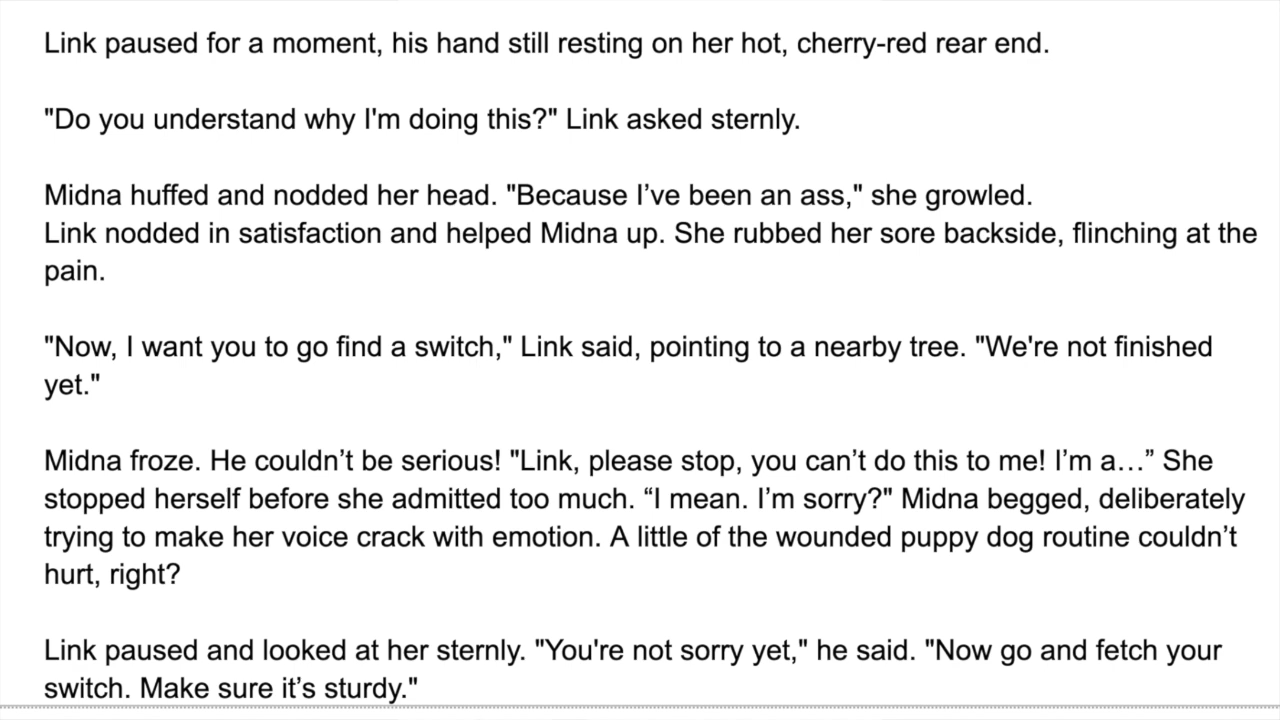 Link paused for a moment, his hand still resting on her hot, cherry-red rear end.
"Do you understand why I'm doing this?" Link asked sternly.
Midna huffed and nodded her head. "Because I’ve been an ass," she growled.
Link nodded in satisfaction and helped Midna up. She rubbed her sore backside, flinching at the
pain.
"Now, I want you to go find a switch," Link said, pointing to a nearby tree. "We're not finished
yet."
Midna froze. He couldn’t be serious! "Link, please stop, you can’t do this to me! I’m a…” She
stopped herself before she admitted too much. “I mean. I’m sorry?" Midna begged, deliberately
trying to make her voice crack with emotion. A little of the wounded puppy dog routine couldn’t
hurt, right?
Link paused and looked at her sternly. "You're not sorry yet," he said. "Now go and fetch your
switch. Make sure it’s sturdy."